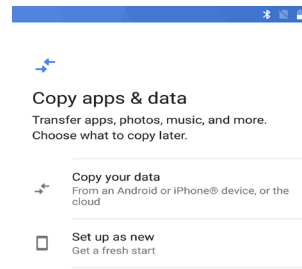 Copy apps & data
Transfer apps, photos, music, and more.
Choose what to copy later.
Copy your data
From an Android or iPhone® device, or the
cloud
Set up as new
Get a fresh start